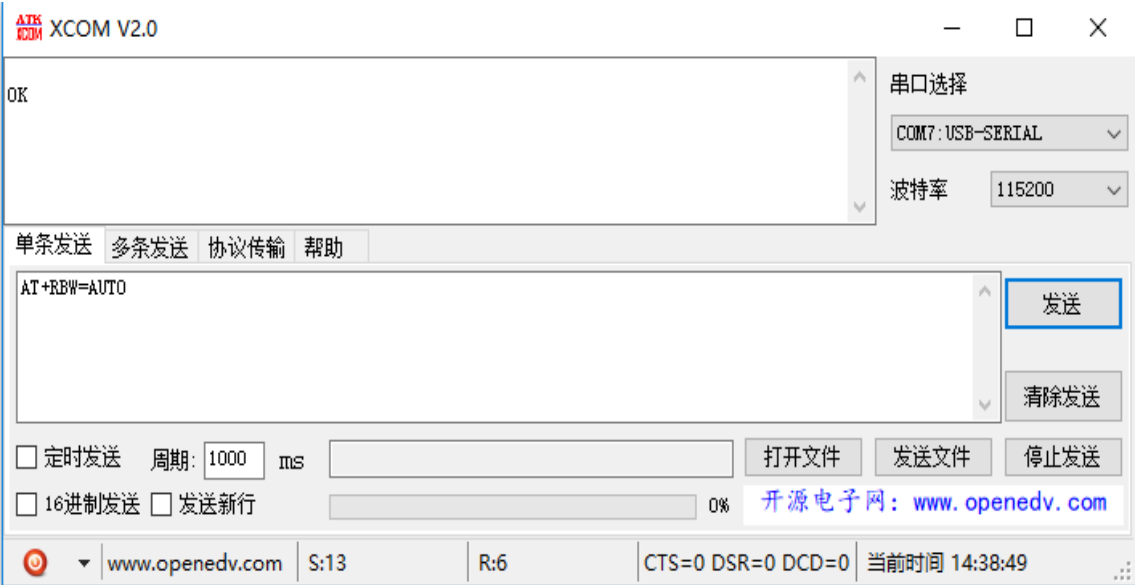 ATK XCOM XCOM V2.0
OK
串口选择
COM7:USB-SERIAL
波特率 115200
单条发送 多条发送 协议传输 帮助
AT+RBW=AUTO
发送
清除发送
定时发送 周期: 1000 ms 打开文件 发送文件 停止发送
16进制发送 发送新行 0% 开源电子网: www.openedv.com
www.openedv.com S:13 R:6 CTS=0 DSR=0 DCD=0 当前时间 14:38:49